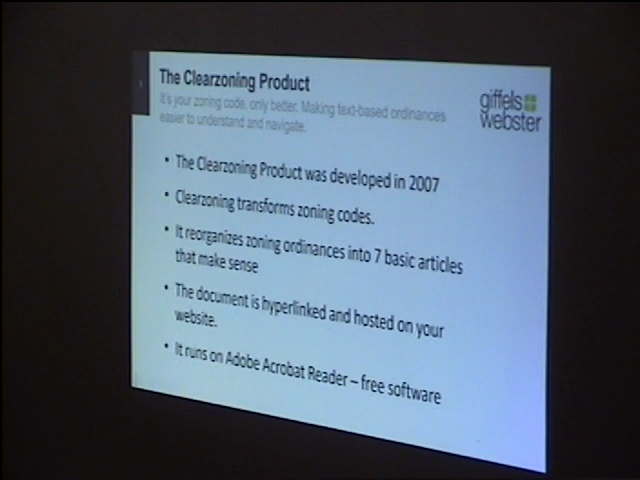 The Clearzoning Product
It's your zoning code, only better. Making text-based ordinances
easier to understand and navigate.
giffels
webster
• The Clearzoning Product was developed in 2007
• Clearzoning transforms zoning codes.
• It reorganizes zoning ordinances into 7 basic articles
that make sense
• The document is hyperlinked and hosted on your
website.
• It runs on Adobe Acrobat Reader – free software